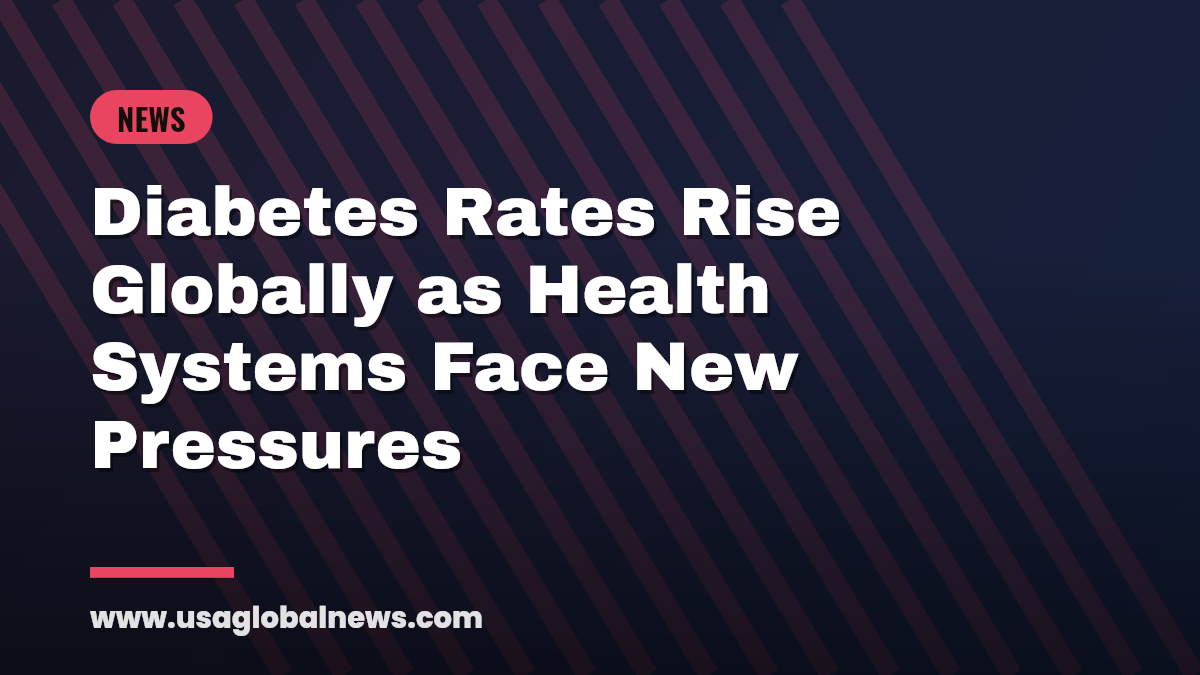 NEWS
Diabetes Rates Rise
Globally as Health
Systems Face New
Pressures
www.usaglobalnews.com